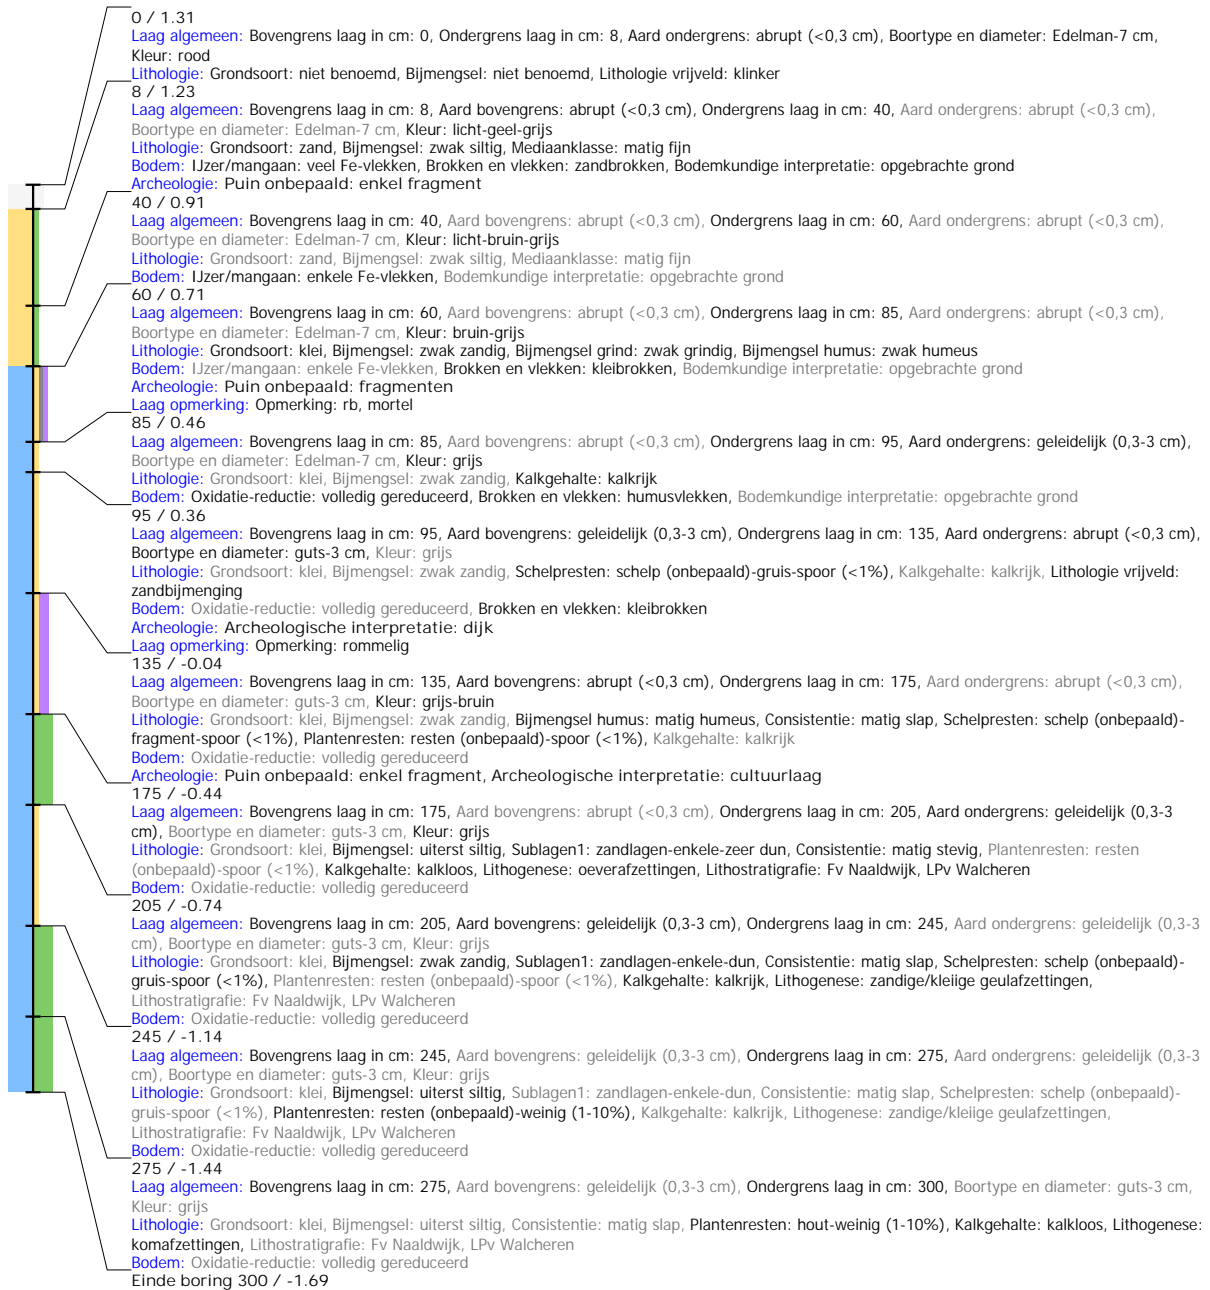 0 / 1.31
Laag algemeen: Bovengrens laag in cm: 0, Ondergrens laag in cm: 8, Aard ondergrens: abrupt (<0,3 cm), Boortype en diameter: Edelman-7 cm,
Kleur: rood
Lithologie: Grondsoort: niet benoemd, Bijmengsel: niet benoemd, Lithologie vrijveld: klinker
8 / 1.23
Laag algemeen: Bovengrens laag in cm: 8, Aard bovengrens: abrupt (<0,3 cm), Ondergrens laag in cm: 40, Aard ondergrens: abrupt (<0,3 cm),
Boortype en diameter: Edelman-7 cm, Kleur: licht-geel-grijs
Lithologie: Grondsoort: zand, Bijmengsel: zwak siltig, Mediaanklasse: matig fijn
Bodem: IJzer/mangaan: veel Fe-vlekken, Brokken en vlekken: zandbrokken, Bodemkundige interpretatie: opgebrachte grond
Archeologie: Puin onbepaald: enkel fragment
40 / 0.91
Laag algemeen: Bovengrens laag in cm: 40, Aard bovengrens: abrupt (<0,3 cm), Ondergrens laag in cm: 60, Aard ondergrens: abrupt (<0,3 cm),
Boortype en diameter: Edelman-7 cm, Kleur: licht-bruin-grijs
Lithologie: Grondsoort: zand, Bijmengsel: zwak siltig, Mediaanklasse: matig fijn
Bodem: IJzer/mangaan: enkele Fe-vlekken, Bodemkundige interpretatie: opgebrachte grond
60 / 0.71
Laag algemeen: Bovengrens laag in cm: 60, Aard bovengrens: abrupt (<0,3 cm), Ondergrens laag in cm: 85, Aard ondergrens: abrupt (<0,3 cm),
Boortype en diameter: Edelman-7 cm, Kleur: bruin-grijs
Lithologie: Grondsoort: klei, Bijmengsel: zwak zandig, Bijmengsel grind: zwak grindig, Bijmengsel humus: zwak humeus
Bodem: IJzer/mangaan: enkele Fe-vlekken, Brokken en vlekken: kleibrokken, Bodemkundige interpretatie: opgebrachte grond
Archeologie: Puin onbepaald: fragmenten
Laag opmerking: Opmerking: rb, mortel
85 / 0.46
Laag algemeen: Bovengrens laag in cm: 85, Aard bovengrens: abrupt (<0,3 cm), Ondergrens laag in cm: 95, Aard ondergrens: geleidelijk (0,3-3 cm),
Boortype en diameter: Edelman-7 cm, Kleur: grijs
Lithologie: Grondsoort: klei, Bijmengsel: zwak zandig, Kalkgehalte: kalkrijk
Bodem: Oxidatie-reductie: volledig gereduceerd, Brokken en vlekken: humusvlekken, Bodemkundige interpretatie: opgebrachte grond
95 / 0.36
Laag algemeen: Bovengrens laag in cm: 95, Aard bovengrens: geleidelijk (0,3-3 cm), Ondergrens laag in cm: 135, Aard ondergrens: abrupt (<0,3 cm),
Boortype en diameter: guts-3 cm, Kleur: grijs
Lithologie: Grondsoort: klei, Bijmengsel: zwak zandig, Schelpresten: schelp (onbepaald)-gruis-spoor (<1%), Kalkgehalte: kalkrijk, Lithologie vrijveld:
zandbijmenging
Bodem: Oxidatie-reductie: volledig gereduceerd, Brokken en vlekken: kleibrokken
Archeologie: Archeologische interpretatie: dijk
Laag opmerking: Opmerking: rommelig
135 / -0.04
Laag algemeen: Bovengrens laag in cm: 135, Aard bovengrens: abrupt (<0,3 cm), Ondergrens laag in cm: 175, Aard ondergrens: abrupt (<0,3 cm),
Boortype en diameter: guts-3 cm, Kleur: grijs-bruin
Lithologie: Grondsoort: klei, Bijmengsel: zwak zandig, Bijmengsel humus: matig humeus, Consistentie: matig slap, Schelpresten: schelp (onbepaald)-
fragment-spoor (<1%), Plantenresten: resten (onbepaald)-spoor (<1%), Kalkgehalte: kalkrijk
Bodem: Oxidatie-reductie: volledig gereduceerd
Archeologie: Puin onbepaald: enkel fragment, Archeologische interpretatie: cultuurlaag
175 / -0.44
Laag algemeen: Bovengrens laag in cm: 175, Aard bovengrens: abrupt (<0,3 cm), Ondergrens laag in cm: 205, Aard ondergrens: geleidelijk (0,3-3
cm), Boortype en diameter: guts-3 cm, Kleur: grijs
Lithologie: Grondsoort: klei, Bijmengsel: uiterst siltig, Sublagen1: zandlagen-enkele-zeer dun, Consistentie: matig stevig, Plantenresten: resten
(onbepaald)-spoor (<1%), Kalkgehalte: kalkloos, Lithogenese: oeverafzettingen, Lithostratigrafie: Fv Naaldwijk, LPv Walcheren
Bodem: Oxidatie-reductie: volledig gereduceerd
205 / -0.74
Laag algemeen: Bovengrens laag in cm: 205, Aard bovengrens: geleidelijk (0,3-3 cm), Ondergrens laag in cm: 245, Aard ondergrens: geleidelijk (0,3-3
cm), Boortype en diameter: guts-3 cm, Kleur: grijs
Lithologie: Grondsoort: klei, Bijmengsel: zwak zandig, Sublagen1: zandlagen-enkele-dun, Consistentie: matig slap, Schelpresten: schelp (onbepaald)-
gruis-spoor (<1%), Plantenresten: resten (onbepaald)-spoor (<1%), Kalkgehalte: kalkrijk, Lithogenese: zandige/kleiige geulafzettingen,
Lithostratigrafie: Fv Naaldwijk, LPv Walcheren
Bodem: Oxidatie-reductie: volledig gereduceerd
245 / -1.14
Laag algemeen: Bovengrens laag in cm: 245, Aard bovengrens: geleidelijk (0,3-3 cm), Ondergrens laag in cm: 275, Aard ondergrens: geleidelijk (0,3-3
cm), Boortype en diameter: guts-3 cm, Kleur: grijs
Lithologie: Grondsoort: klei, Bijmengsel: uiterst siltig, Sublagen1: zandlagen-enkele-dun, Consistentie: matig slap, Schelpresten: schelp (onbepaald)-
gruis-spoor (<1%), Plantenresten: resten (onbepaald)-weinig (1-10%), Kalkgehalte: kalkrijk, Lithogenese: zandige/kleiige geulafzettingen,
Lithostratigrafie: Fv Naaldwijk, LPv Walcheren
Bodem: Oxidatie-reductie: volledig gereduceerd
275 / -1.44
Laag algemeen: Bovengrens laag in cm: 275, Aard bovengrens: geleidelijk (0,3-3 cm), Ondergrens laag in cm: 300, Boortype en diameter: guts-3 cm,
Kleur: grijs
Lithologie: Grondsoort: klei, Bijmengsel: uiterst siltig, Consistentie: matig slap, Plantenresten: hout-weinig (1-10%), Kalkgehalte: kalkloos, Lithogenese:
komafzettingen, Lithostratigrafie: Fv Naaldwijk, LPv Walcheren
Bodem: Oxidatie-reductie: volledig gereduceerd
Einde boring 300 / -1.69